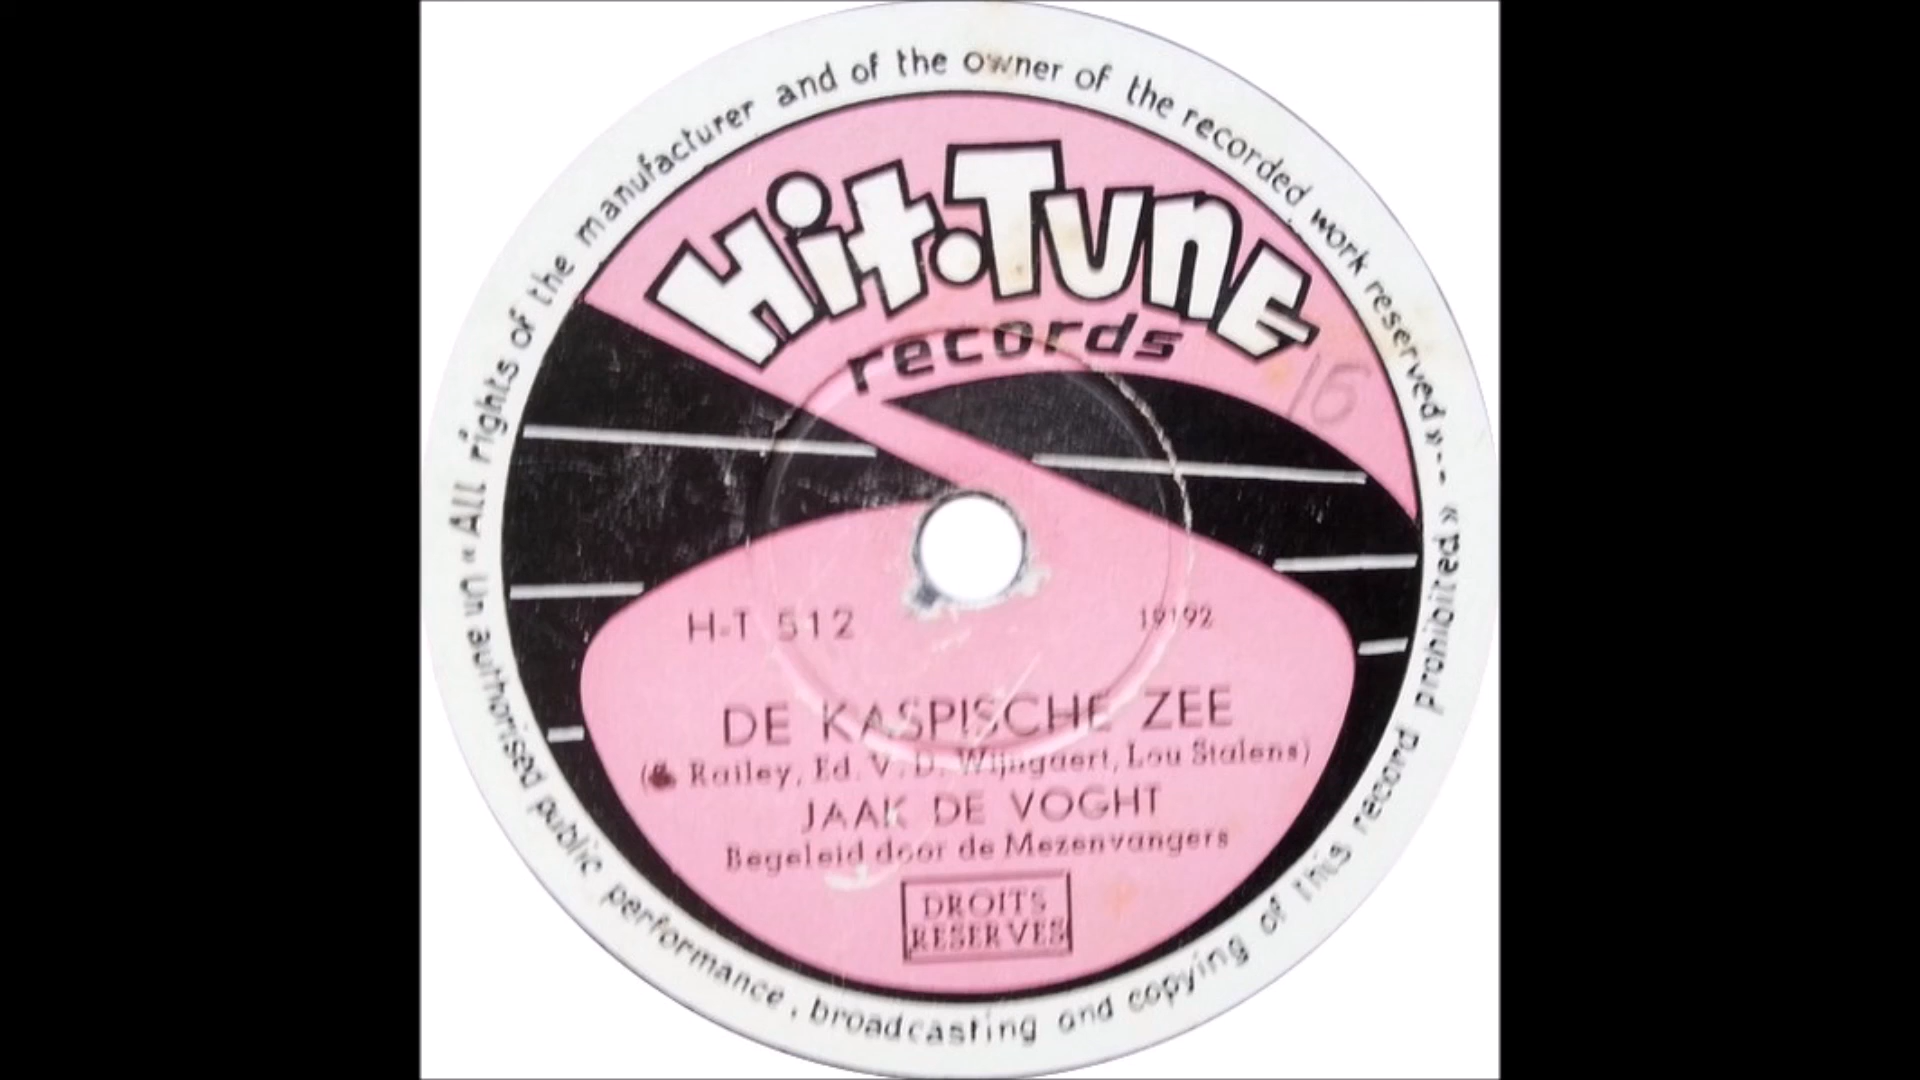 « All rights of the manufacturer and of the owner of the recorded work reserved » -- « un authorised public performance, broadcasting and copying of this record prohibited »
Hit-Tune
records
16
H-T 512
19192
DE KASPISCHE ZEE
Railey, Ed. V. D. Wijngaert, Lou Stalens)
JAAK DE VOGHT
Begeleid door de Mezenvangers
DROITS
RESERVES